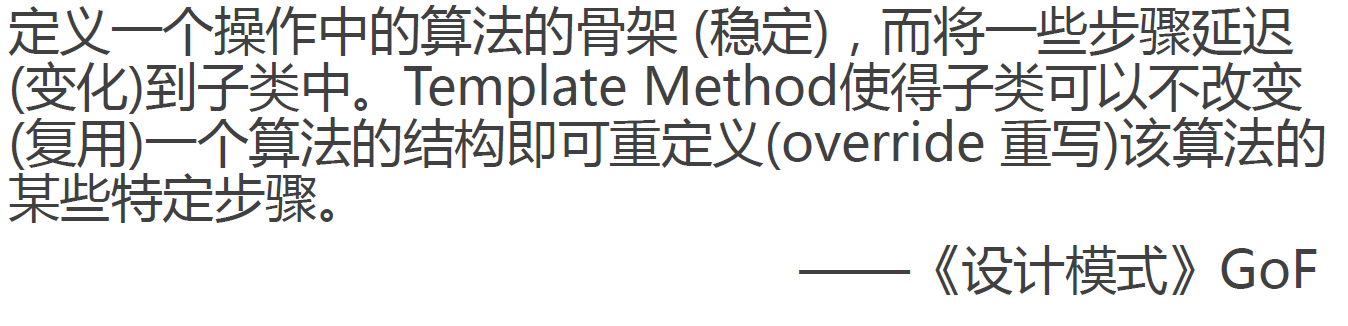 定义一个操作中的算法的骨架 (稳定)，而将一些步骤延迟
(变化)到子类中。Template Method使得子类可以不改变
(复用)一个算法的结构即可重定义(override 重写)该算法的
某些特定步骤。
——《设计模式》GoF